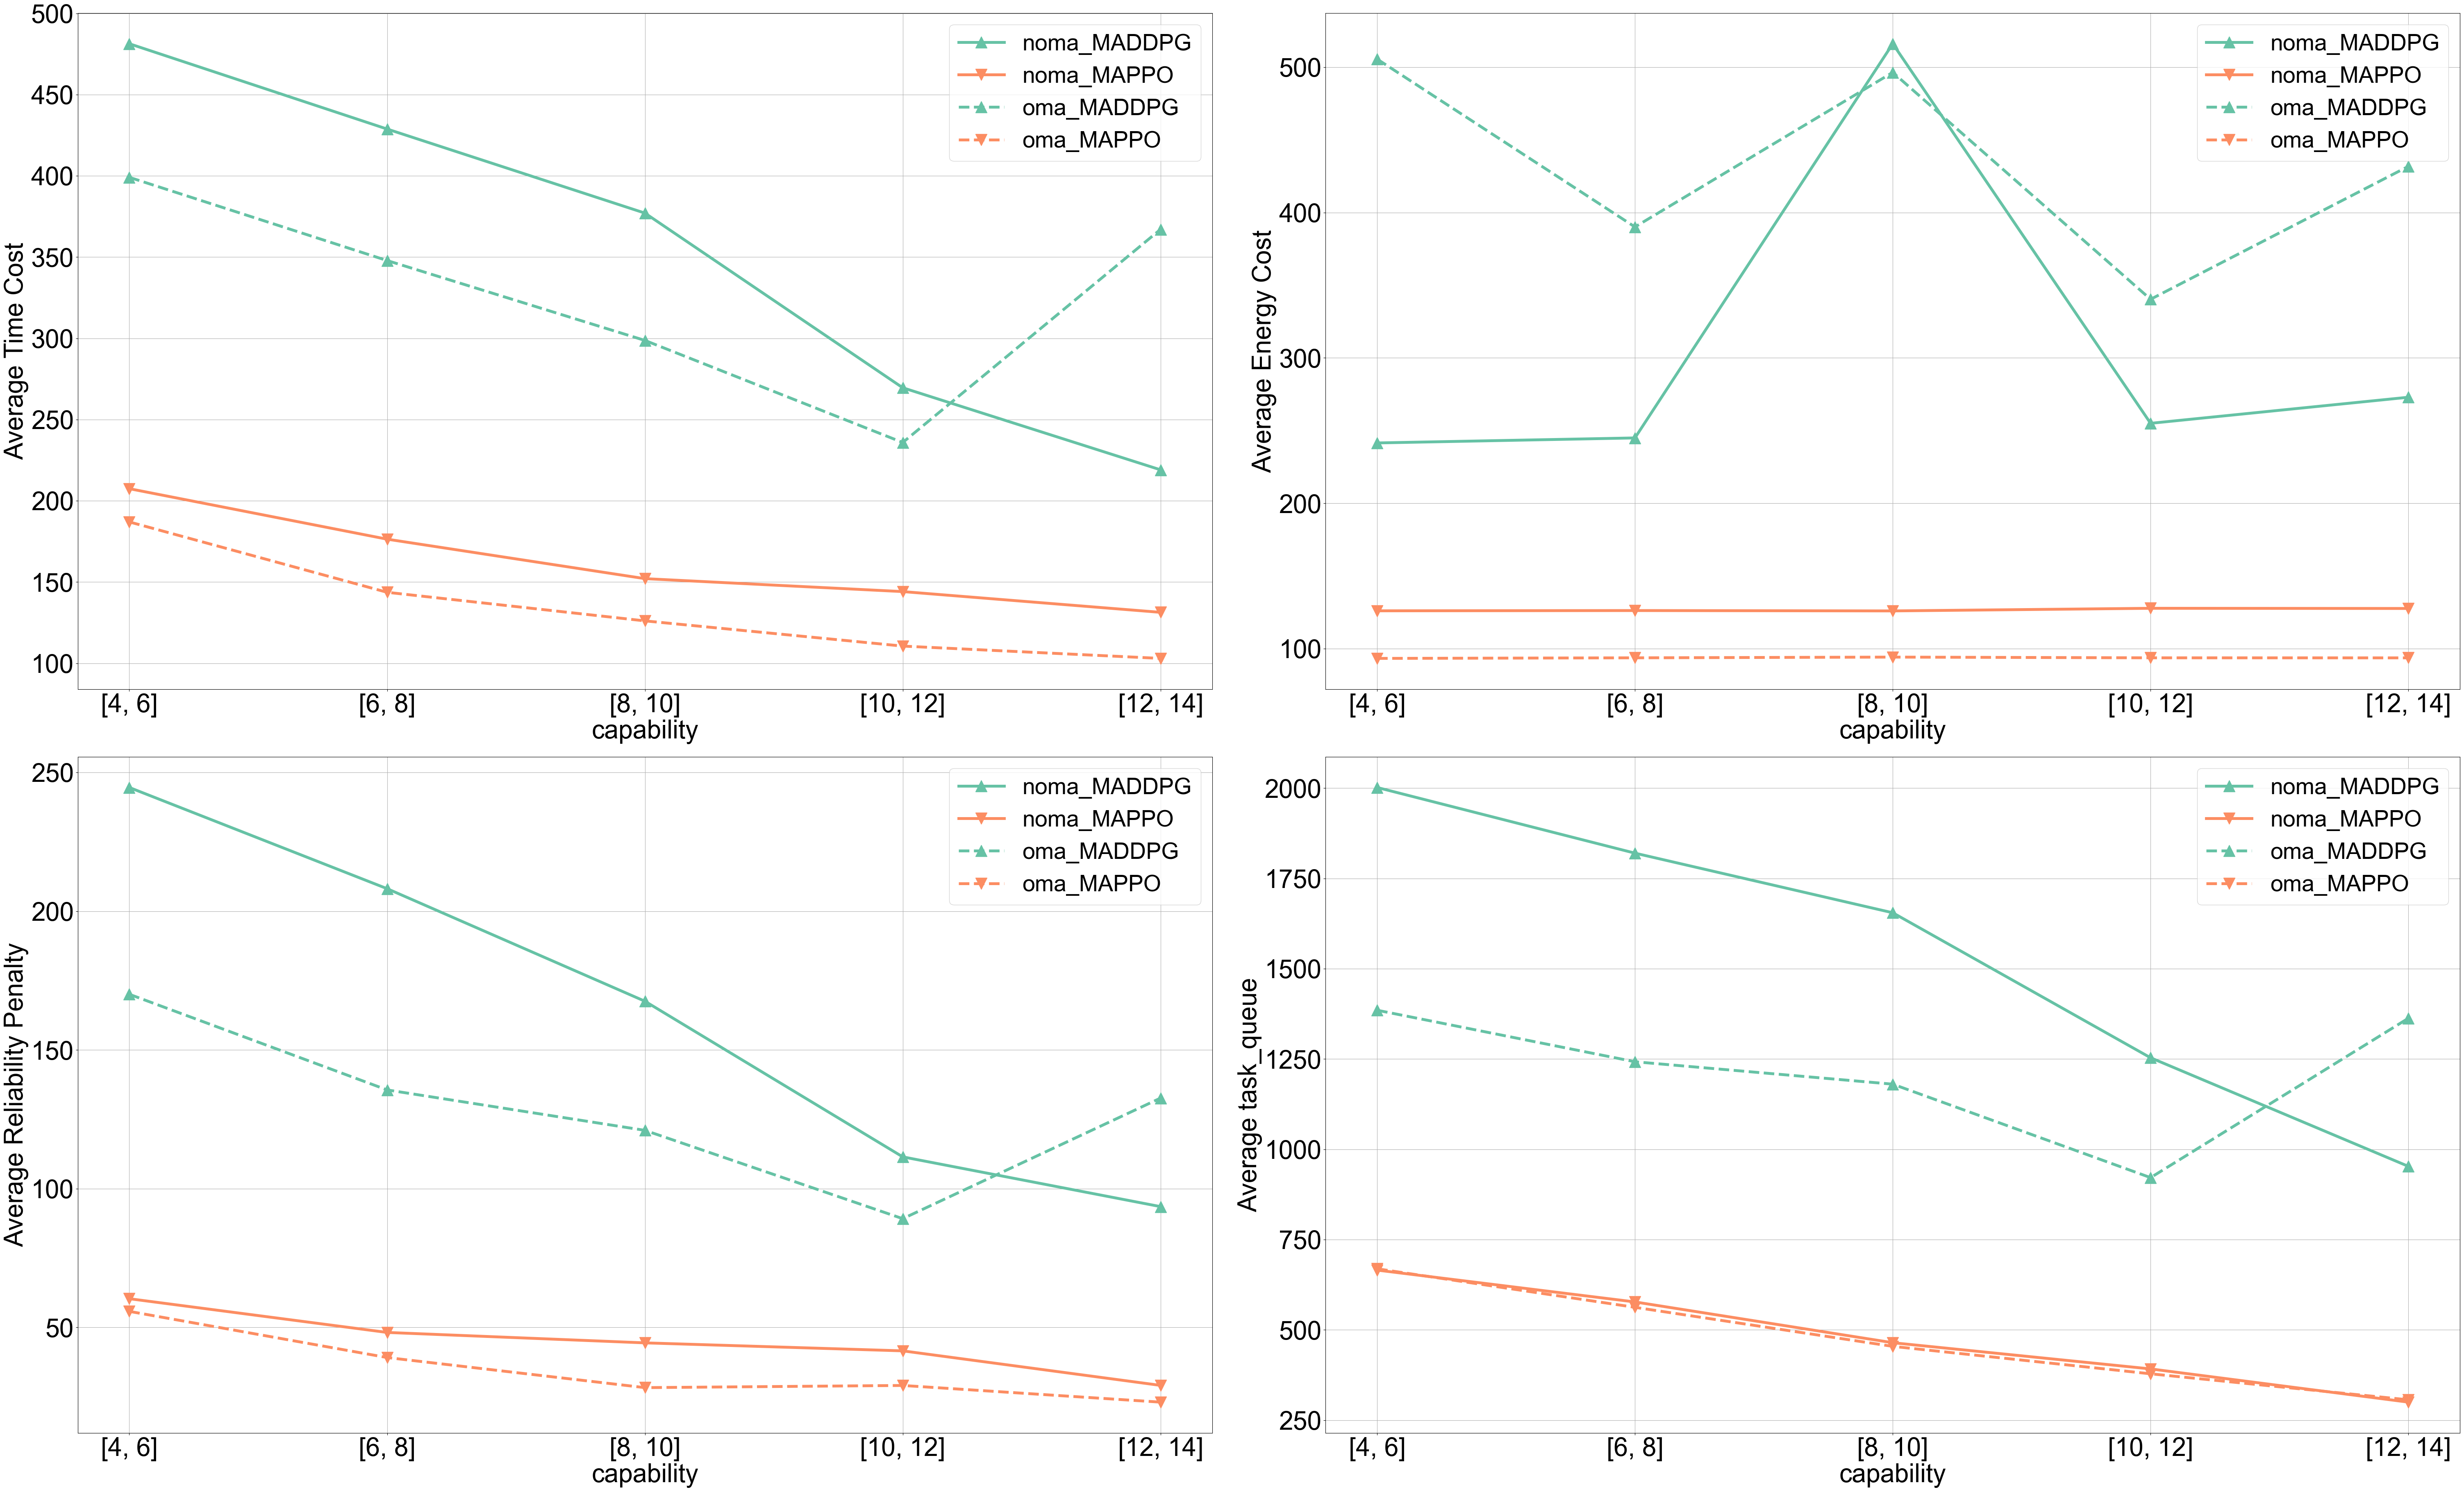 500
450
400
350
300
250
200
150
100
Average Time Cost
noma_MADDPG
noma_MAPPO
oma_MADDPG
oma_MAPPO
[4, 6] [6, 8] [8, 10] [10, 12] [12, 14]
capability
500
400
300
200
100
Average Energy Cost
noma_MADDPG
noma_MAPPO
oma_MADDPG
oma_MAPPO
[4, 6] [6, 8] [8, 10] [10, 12] [12, 14]
capability
250
200
150
100
50
Average Reliability Penalty
noma_MADDPG
noma_MAPPO
oma_MADDPG
oma_MAPPO
[4, 6] [6, 8] [8, 10] [10, 12] [12, 14]
capability
2000
1750
1500
1250
1000
750
500
250
Average task_queue
noma_MADDPG
noma_MAPPO
oma_MADDPG
oma_MAPPO
[4, 6] [6, 8] [8, 10] [10, 12] [12, 14]
capability